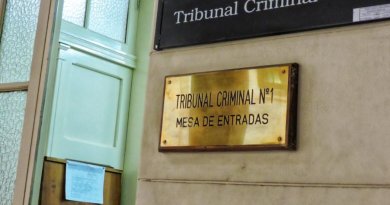 Tribunal Criminal
TRIBUNAL CRIMINAL Nº1
MESA DE ENTRADAS